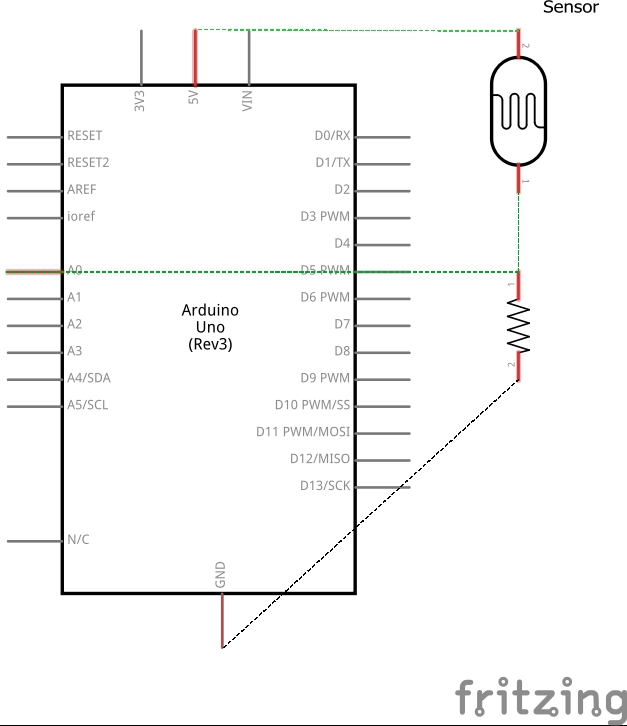 Sensor
2
3V3
5V
VIN
RESET
D0/RX
RESET2
D1/TX
AREF
D2
1
ioref
D3 PWM
D4
A0
D5 PWM
1
A1
D6 PWM
Arduino
Uno
(Rev3)
A2
D7
A3
D8
2
A4/SDA
D9 PWM
A5/SCL
D10 PWM/SS
D11 PWM/MOSI
D12/MISO
D13/SCK
N/C
GND
fritzing